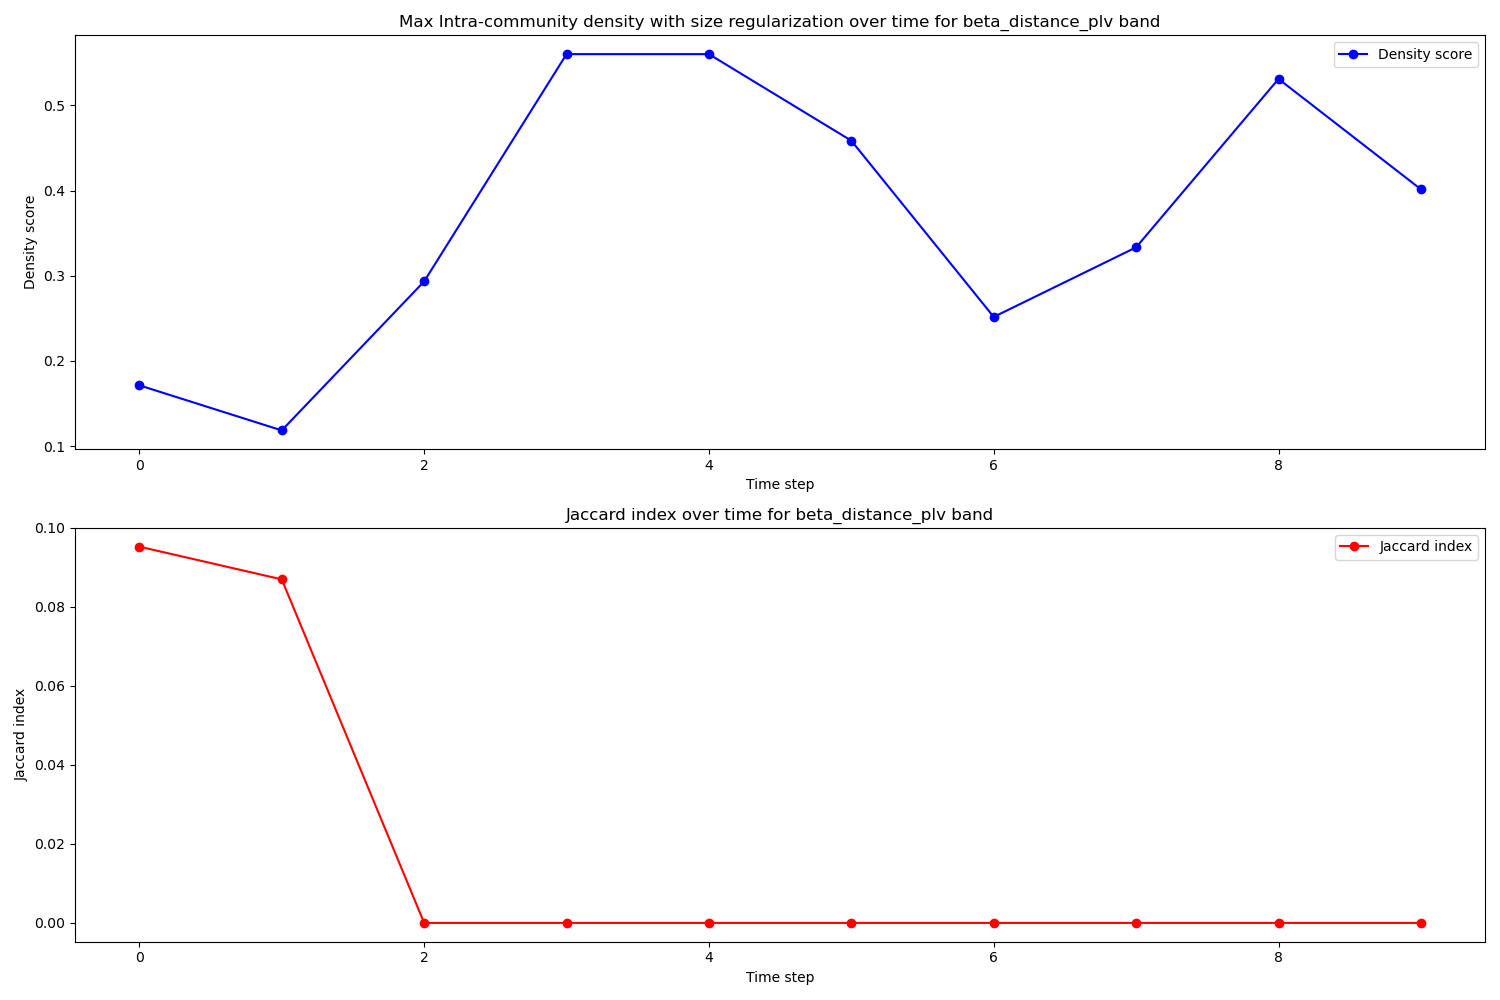 Max Intra-community density with size regularization over time for beta_distance_plv band
Density score
0.5
0.4
0.3
0.2
0.1
Density score
0 2 4 6 8
Time step
Jaccard index over time for beta_distance_plv band
Jaccard index
0.10
0.08
0.06
0.04
0.02
0.00
Jaccard index
0 2 4 6 8
Time step